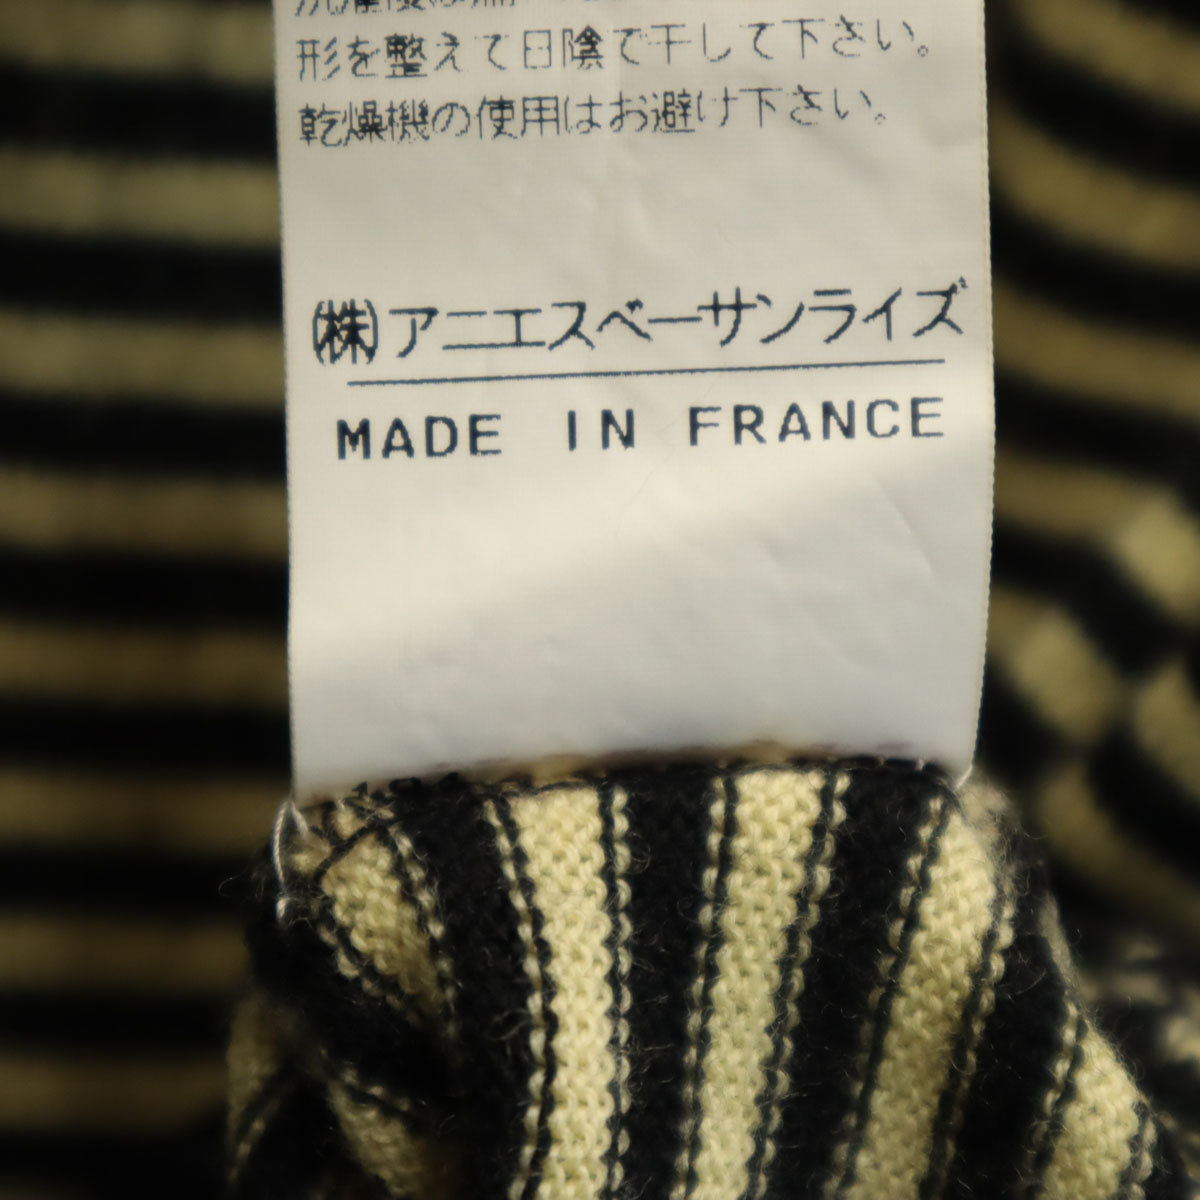 形を整えて日陰で干して下さい。
乾燥機の使用はお避け下さい。
(株)アニエスベーサンライズ
MADE IN FRANCE